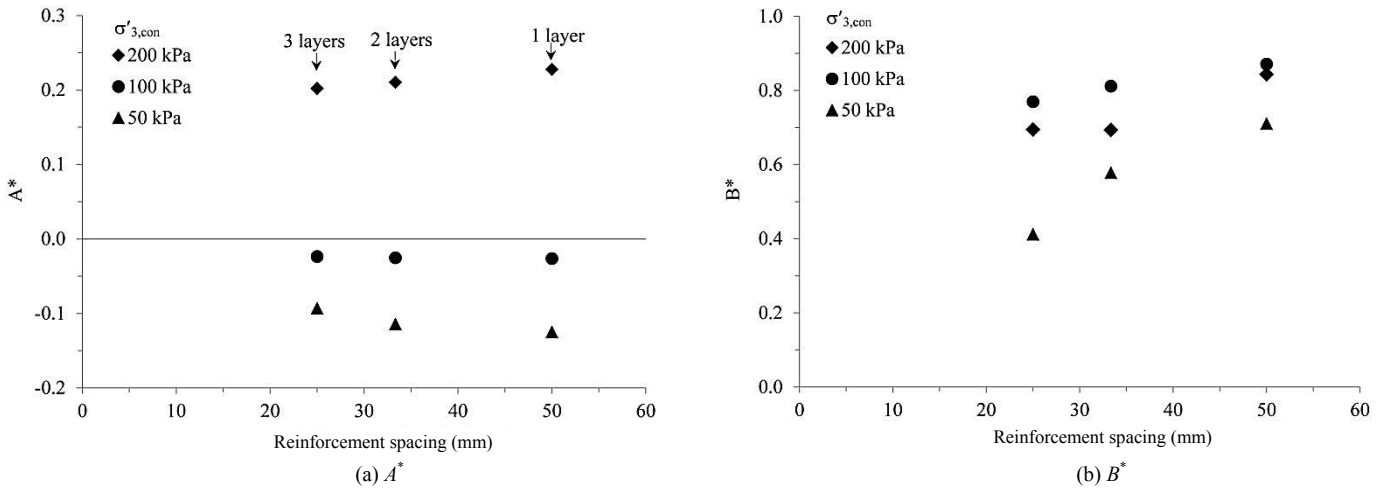 0.3
0.2
0.1
0.0
-0.1
-0.2
A*
σ′3,con
200 kPa
100 kPa
50 kPa
3 layers
2 layers
1 layer
0 10 20 30 40 50 60
Reinforcement spacing (mm)
(a) A*
1.0
0.8
0.6
0.4
0.2
0.0
B*
σ′3,con
200 kPa
100 kPa
50 kPa
0 10 20 30 40 50 60
Reinforcement spacing (mm)
(b) B*